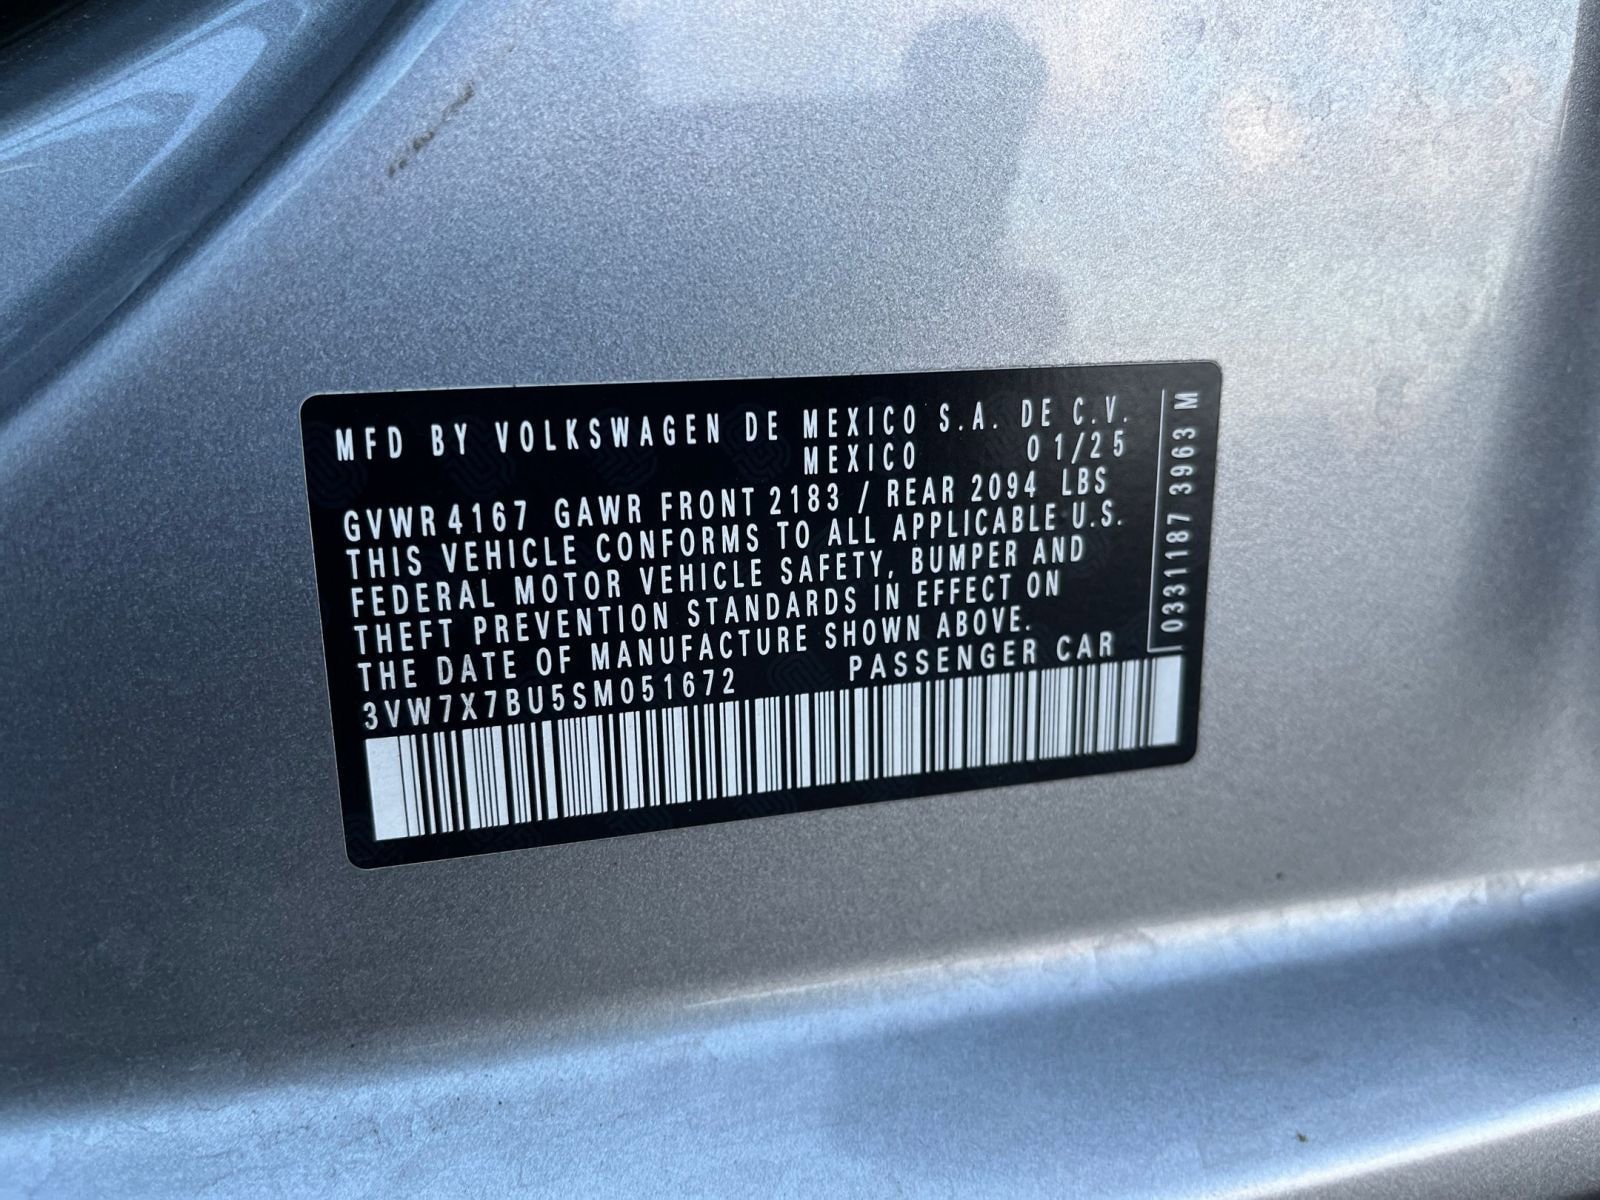 MFD BY VOLKSWAGEN DE MEXICO S.A. DE C.V.
MEXICO 01/25
GVWR 4167 GAWR FRONT 2183 / REAR 2094 LBS
THIS VEHICLE CONFORMS TO ALL APPLICABLE U.S.
FEDERAL MOTOR VEHICLE SAFETY, BUMPER AND
THEFT PREVENTION STANDARDS IN EFFECT ON
THE DATE OF MANUFACTURE SHOWN ABOVE.
3VW7X7BU5SM051672 PASSENGER CAR
0331187 3963 M